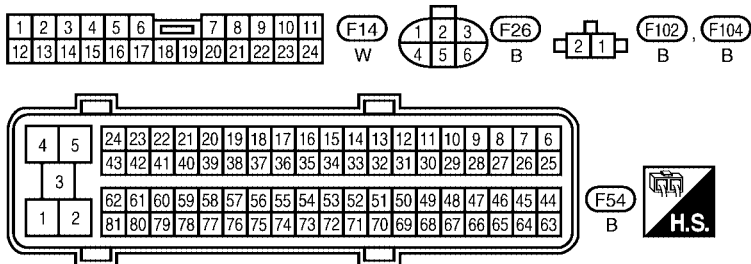 1 2 3 4 5 6 7 8 9 10 11
12 13 14 15 16 17 18 19 20 21 22 23 24
F14
W
1 2 3
4 5 6
F26
B
2 1
F102 , F104
B B
4 5
3
1 2
24 23 22 21 20 19 18 17 16 15 14 13 12 11 10 9 8 7 6
43 42 41 40 39 38 37 36 35 34 33 32 31 30 29 28 27 26 25
62 61 60 59 58 57 56 55 54 53 52 51 50 49 48 47 46 45 44
81 80 79 78 77 76 75 74 73 72 71 70 69 68 67 66 65 64 63
F54
B
H.S.